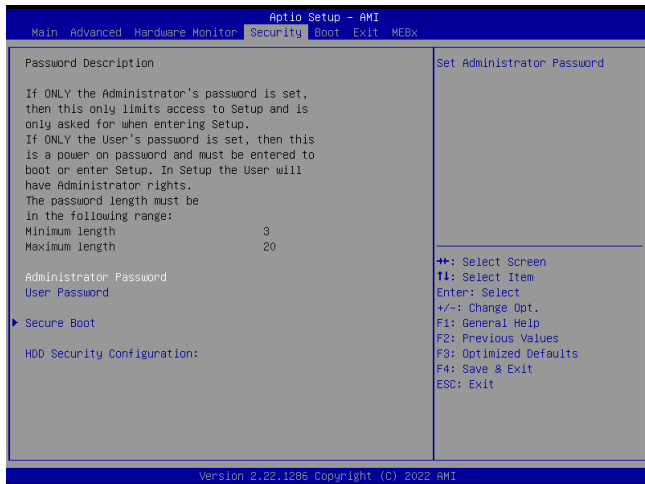 Aptio Setup - AMI
Main Advanced Hardware Monitor Security Boot Exit MEBx
Password Description
If ONLY the Administrator's password is set,
then this only limits access to Setup and is
only asked for when entering Setup.
If ONLY the User's password is set, then this
is a power on password and must be entered to
boot or enter Setup. In Setup the User will
have Administrator rights.
The password length must be
in the following range:
Minimum length 3
Maximum length 20
Administrator Password
User Password
Secure Boot
HDD Security Configuration:
Set Administrator Password
→←: Select Screen
↑↓: Select Item
Enter: Select
+/-: Change Opt.
F1: General Help
F2: Previous Values
F3: Optimized Defaults
F4: Save & Exit
ESC: Exit
Version 2.22.1286 Copyright (C) 2022 AMI